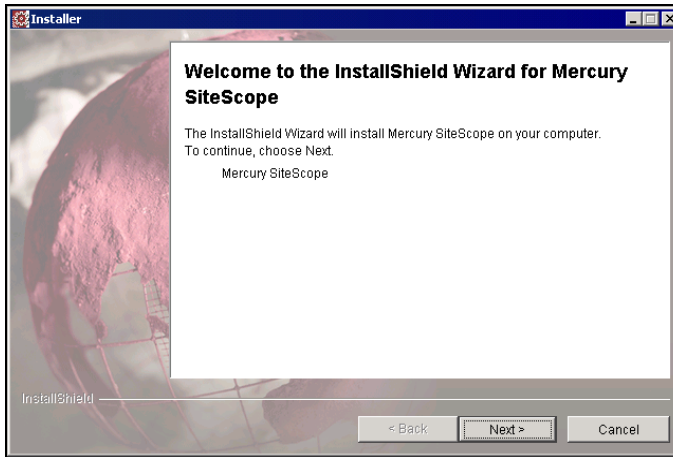 Installer
Welcome to the InstallShield Wizard for Mercury
SiteScope
The InstallShield Wizard will install Mercury SiteScope on your computer.
To continue, choose Next.
Mercury SiteScope
InstallShield
< Back Next > Cancel